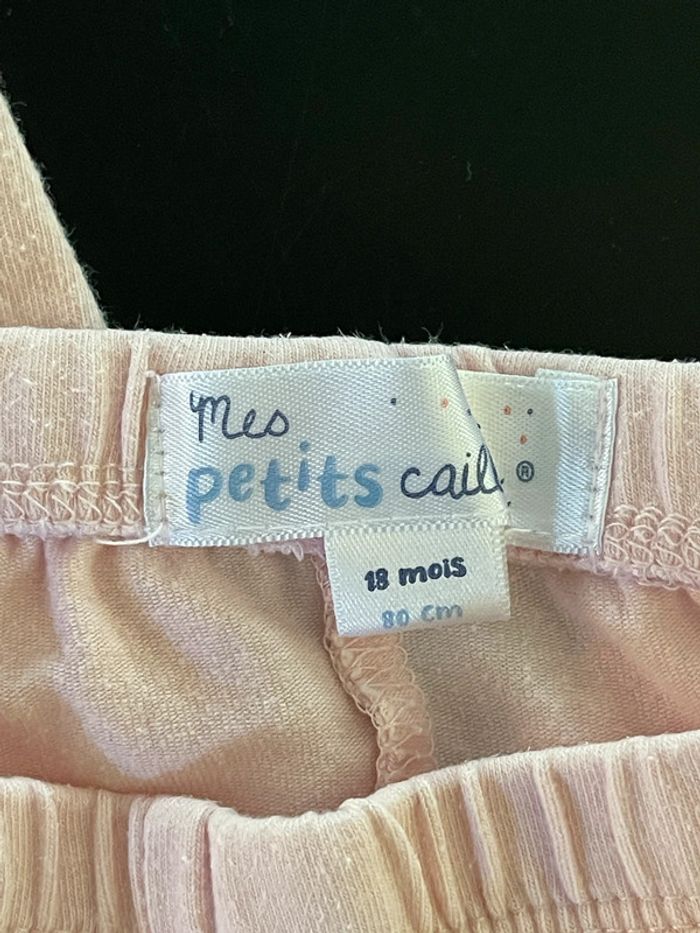 Mes
petits cail ®
18 mois
80 cm